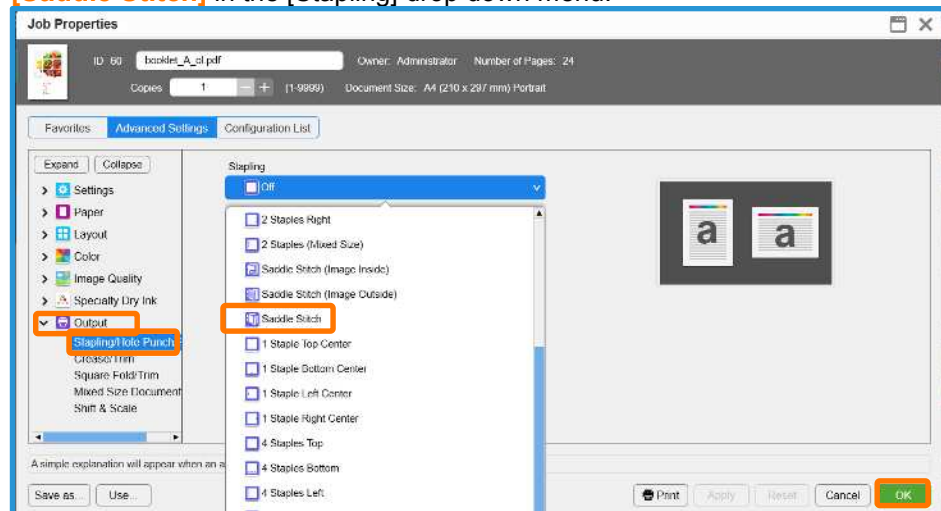 [Saddle Stitch] in the [Stapling] drop-down menu.
Job Properties
ID 60 booklet_A_cl.pdf Owner: Administrator Number of Pages: 24
Copies 1 - + (1-9999) Document Size: A4 (210 x 297 mm) Portrait
Favorites Advanced Settings Configuration List
Expand Collapse
Settings
Paper
Layout
Color
Image Quality
Specialty Dry Ink
Output
Stapling/Hole Punch
Crease/Trim
Square Fold/Trim
Mixed Size Document
Shift & Scale
Stapling
Off
2 Staples Right
2 Staples (Mixed Size)
Saddle Stitch (Image Inside)
Saddle Stitch (Image Outside)
Saddle Stitch
1 Staple Top Center
1 Staple Bottom Center
1 Staple Left Center
1 Staple Right Center
4 Staples Top
4 Staples Bottom
4 Staples Left
a a
A simple explanation will appear when an a
Save as... Use... Print Apply Reset Cancel OK